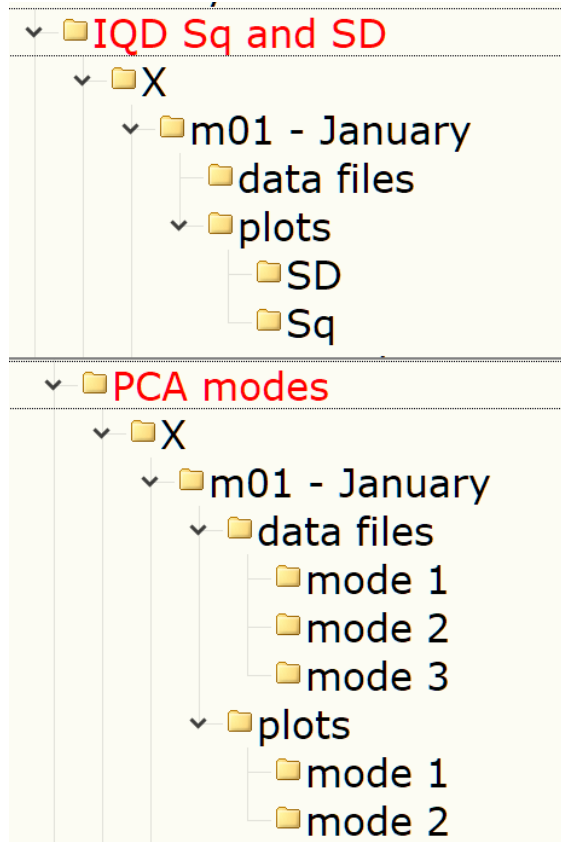 IQD Sq and SD
X
m01 - January
data files
plots
SD
Sq
PCA modes
X
m01 - January
data files
mode 1
mode 2
mode 3
plots
mode 1
mode 2